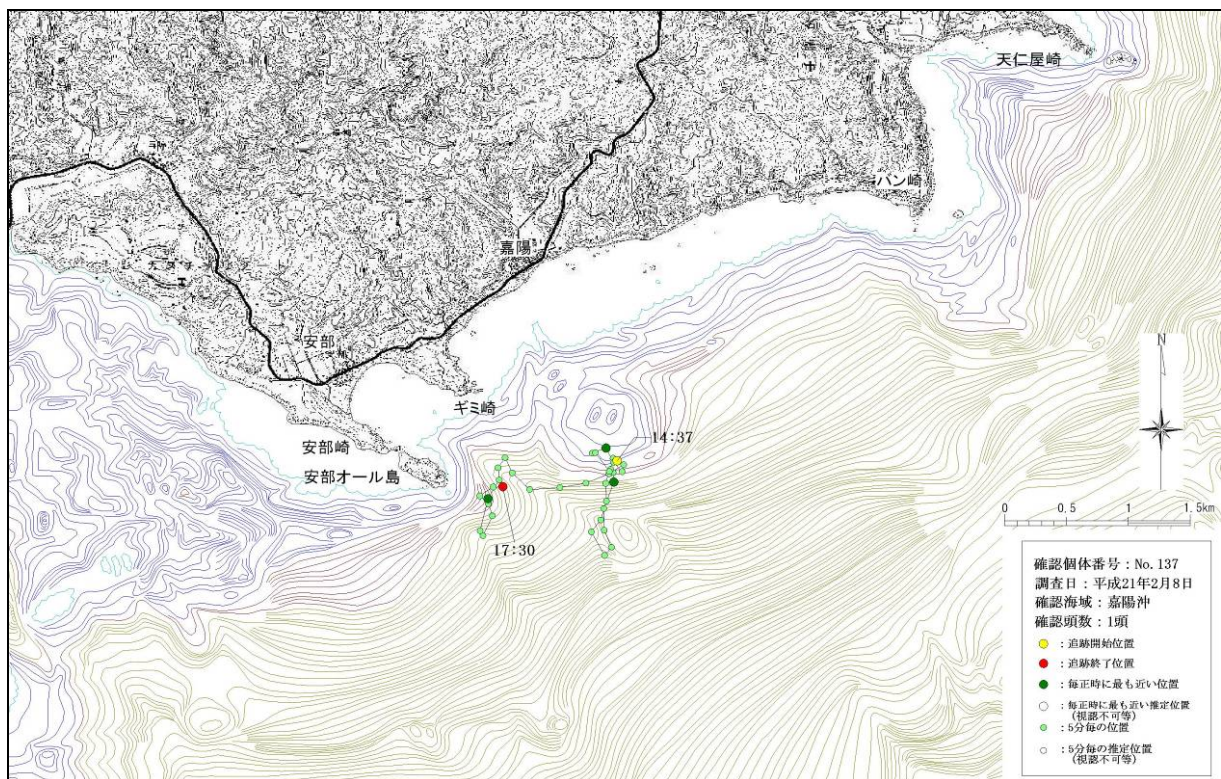 天仁屋崎
バン崎
嘉陽
安部
ギミ崎
安部崎
安部オール島
14:37
17:30
N
0 0.5 1 1.5km
確認個体番号：No.137
調査日：平成21年2月8日
確認海域：嘉陽沖
確認頭数：1頭
：追跡開始位置
：追跡終了位置
：毎正時に最も近い位置
：毎正時に最も近い推定位置
(視認不可等)
：5分毎の位置
：5分毎の推定位置
(視認不可等)